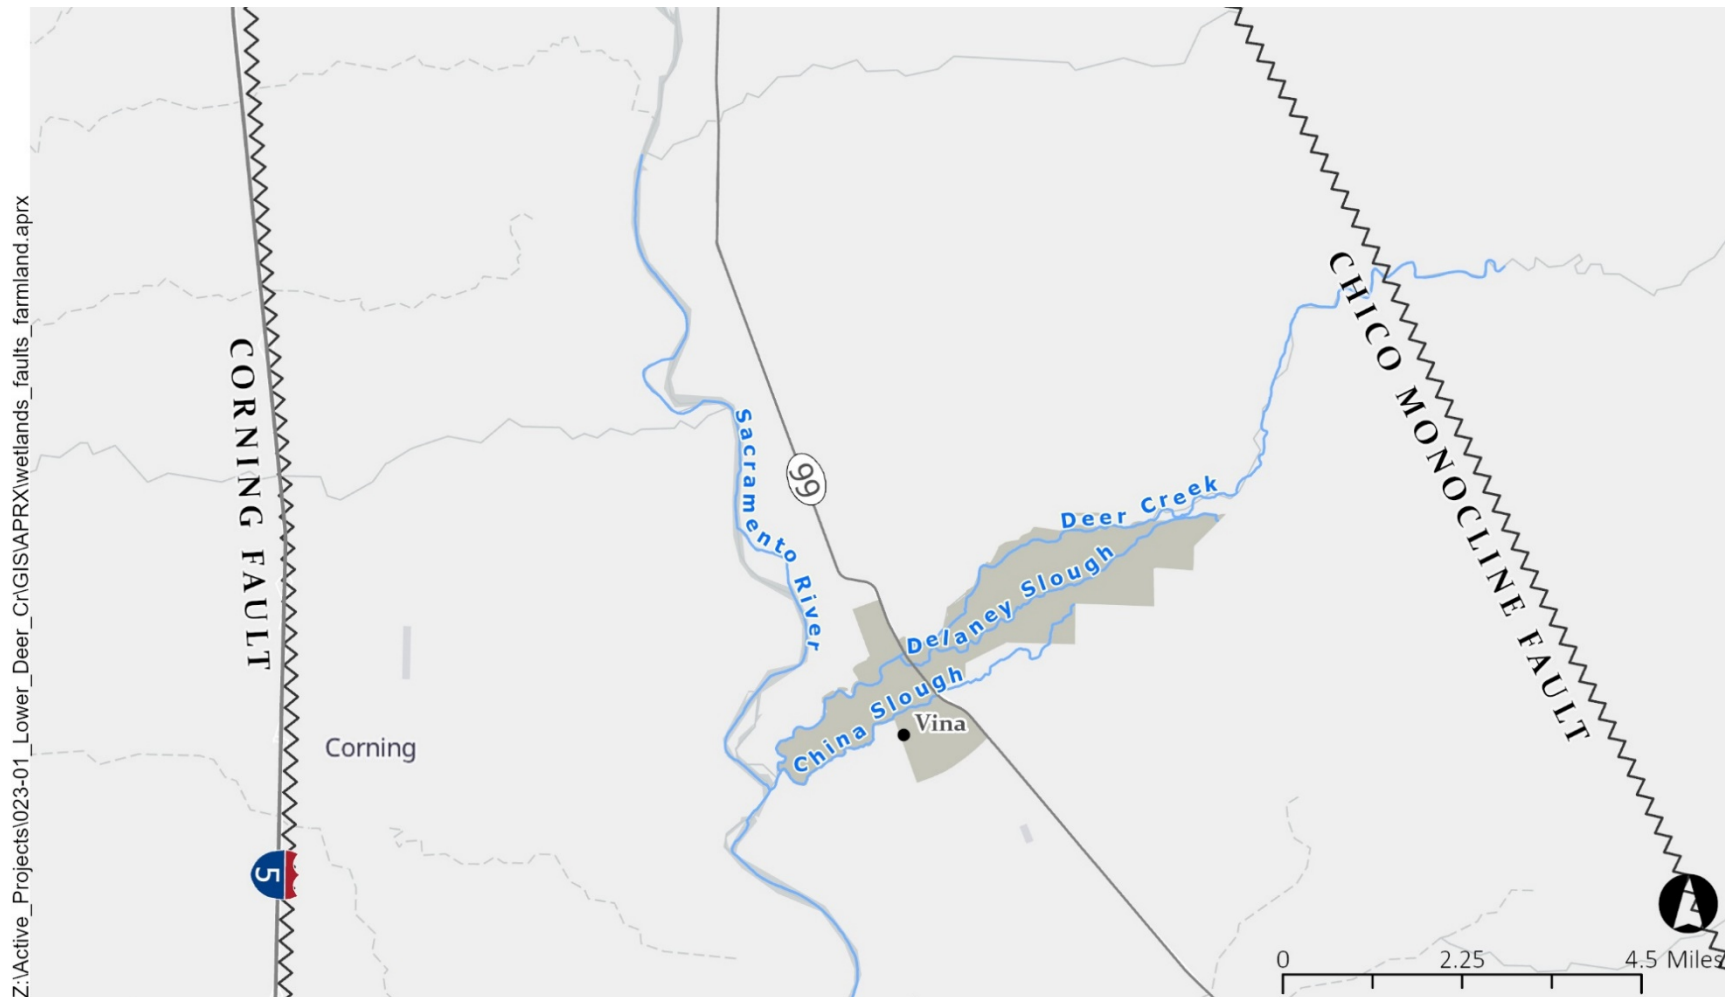 Z:\Active_Projects\023-01_Lower_Deer_Cr\GIS\APRX\wetlands_faults_farmland.aprx
CHICO MONOCLINE FAULT
CORNING FAULT
Sacramento River
99
Deer Creek
Delaney Slough
China Slough
Vina
Corning
5
0 2.25 4.5 Miles